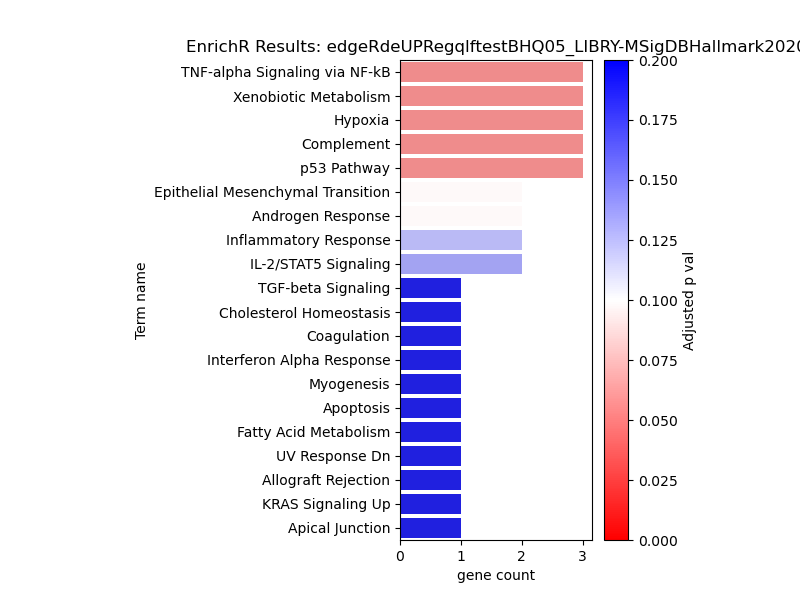 EnrichR Results: edgeRdeUPRegqlftestBHQ05_LIBRY-MSigDBHallmark2020
TNF-alpha Signaling via NF-kB
Xenobiotic Metabolism
Hypoxia
Complement
p53 Pathway
Epithelial Mesenchymal Transition
Androgen Response
Inflammatory Response
IL-2/STAT5 Signaling
TGF-beta Signaling
Cholesterol Homeostasis
Coagulation
Interferon Alpha Response
Myogenesis
Apoptosis
Fatty Acid Metabolism
UV Response Dn
Allograft Rejection
KRAS Signaling Up
Apical Junction
Term name
0 1 2 3
gene count
0.200
0.175
0.150
0.125
0.100
0.075
0.050
0.025
0.000
Adjusted p val